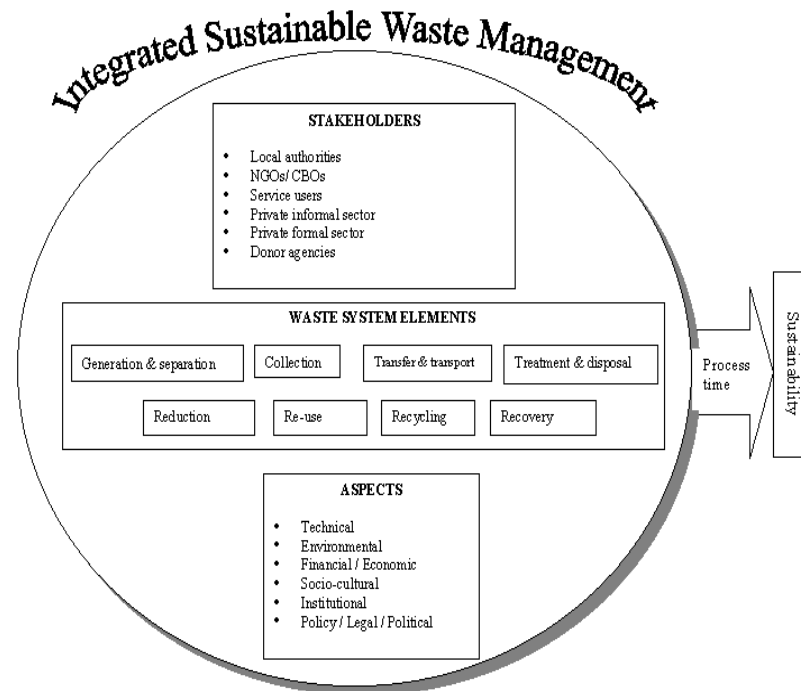 Integrated Sustainable Waste Management
STAKEHOLDERS
• Local authorities
• NGOs/ CBOs
• Service users
• Private informal sector
• Private formal sector
• Donor agencies
WASTE SYSTEM ELEMENTS
Generation & separation
Collection
Transfer & transport
Treatment & disposal
Reduction
Re-use
Recycling
Recovery
Process
time
Sustainability
ASPECTS
• Technical
• Environmental
• Financial / Economic
• Socio-cultural
• Institutional
• Policy / Legal / Political